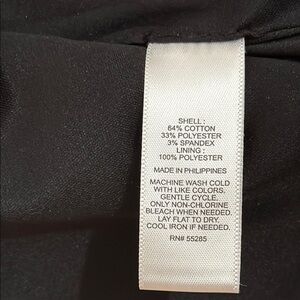 SHELL :
64% COTTON
33% POLYESTER
3% SPANDEX
LINING :
100% POLYESTER
MADE IN PHILIPPINES
MACHINE WASH COLD
WITH LIKE COLORS.
GENTLE CYCLE.
ONLY NON-CHLORINE
BLEACH WHEN NEEDED.
LAY FLAT TO DRY.
COOL IRON IF NEEDED.
RN# 55285